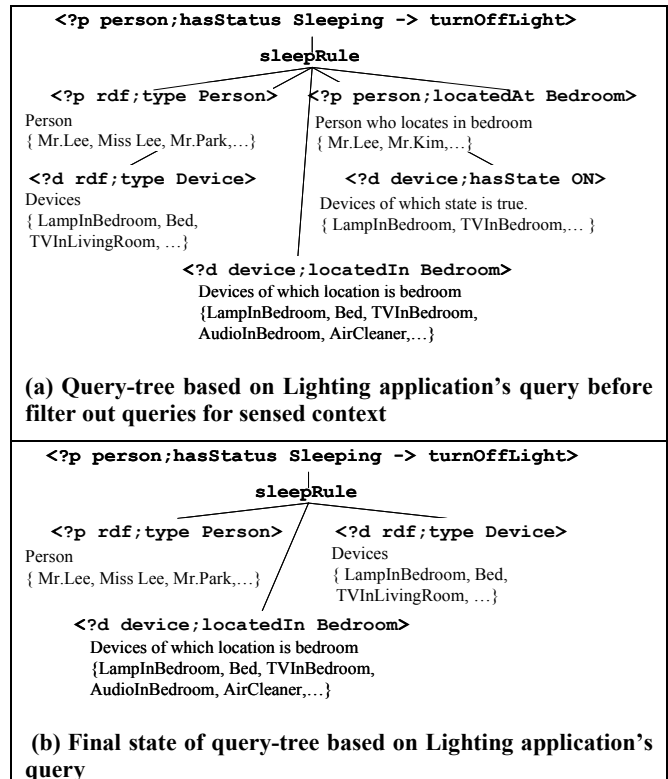 <?p person;hasStatus Sleeping -> turnOffLight>
sleepRule
<?p rdf;type Person>
Person
{ Mr.Lee, Miss Lee, Mr.Park,…}
<?p person;locatedAt Bedroom>
Person who locates in bedroom
{ Mr.Lee, Mr.Kim,…}
<?d rdf;type Device>
Devices
{ LampInBedroom, Bed,
TVInLivingRoom, …}
<?d device;hasState ON>
Devices of which state is true.
{ LampInBedroom, TVInBedroom,… }
<?d device;locatedIn Bedroom>
Devices of which location is bedroom
{LampInBedroom, Bed, TVInBedroom,
AudioInBedroom, AirCleaner,…}
(a) Query-tree based on Lighting application's query before
filter out queries for sensed context
<?p person;hasStatus Sleeping -> turnOffLight>
sleepRule
<?p rdf;type Person>
Person
{ Mr.Lee, Miss Lee, Mr.Park,…}
<?d rdf;type Device>
Devices
{ LampInBedroom, Bed,
TVInLivingRoom, …}
<?d device;locatedIn Bedroom>
Devices of which location is bedroom
{LampInBedroom, Bed, TVInBedroom,
AudioInBedroom, AirCleaner,…}
(b) Final state of query-tree based on Lighting application's
query